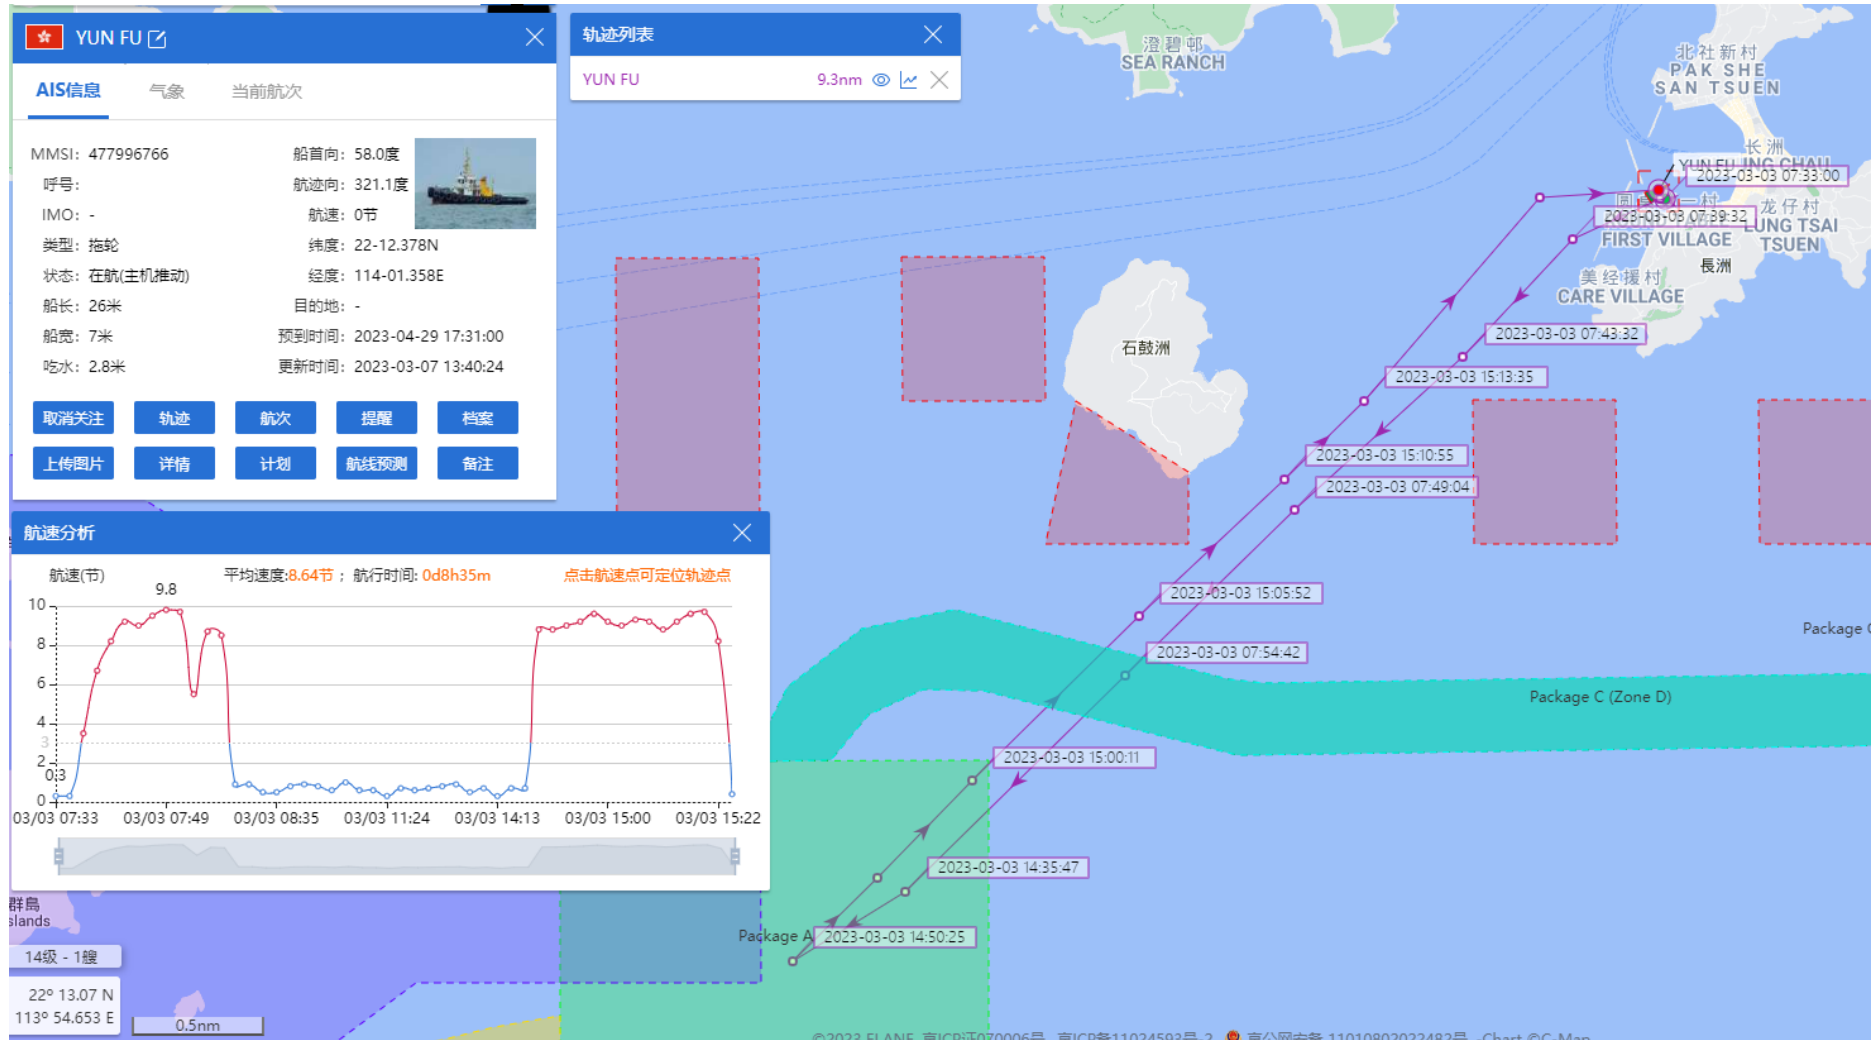 YUN FU
AIS信息 气象 当前航次
MMSI: 477996766 船首向: 58.0度
呼号: 航迹向: 321.1度
IMO: - 航速: 0节
类型: 拖轮 纬度: 22-12.378N
状态: 在航(主机推动) 经度: 114-01.358E
船长: 26米 目的地: -
船宽: 7米 预到时间: 2023-04-29 17:31:00
吃水: 2.8米 更新时间: 2023-03-07 13:40:24
取消关注 轨迹 航次 提醒 档案
上传图片 详情 计划 航线预测 备注
轨迹列表
YUN FU 9.3nm
航速分析
航速(节) 平均速度:8.64节 ; 航行时间: 0d8h35m 点击航速点可定位轨迹点
9.8
10
8
6
4
3
2
0.3
0
03/03 07:33 03/03 07:49 03/03 08:35 03/03 11:24 03/03 14:13 03/03 15:00 03/03 15:22
澄碧邨
SEA RANCH
北社新村
PAK SHE
SAN TSUEN
长洲
YUN FU
CHAU
2023-03-03 07:33:00
2023-03-03 07:39:32
FIRST VILLAGE
龙仔村
LUNG TSAI
TSUEN
長洲
美经援村
CARE VILLAGE
石鼓洲
2023-03-03 07:43:32
2023-03-03 15:13:35
2023-03-03 15:10:55
2023-03-03 07:49:04
2023-03-03 15:05:52
2023-03-03 07:54:42
Package
Package C (Zone D)
2023-03-03 15:00:11
2023-03-03 14:35:47
Package A
2023-03-03 14:50:25
群島
slands
14级 - 1艘
22º 13.07 N
113º 54.653 E
0.5nm